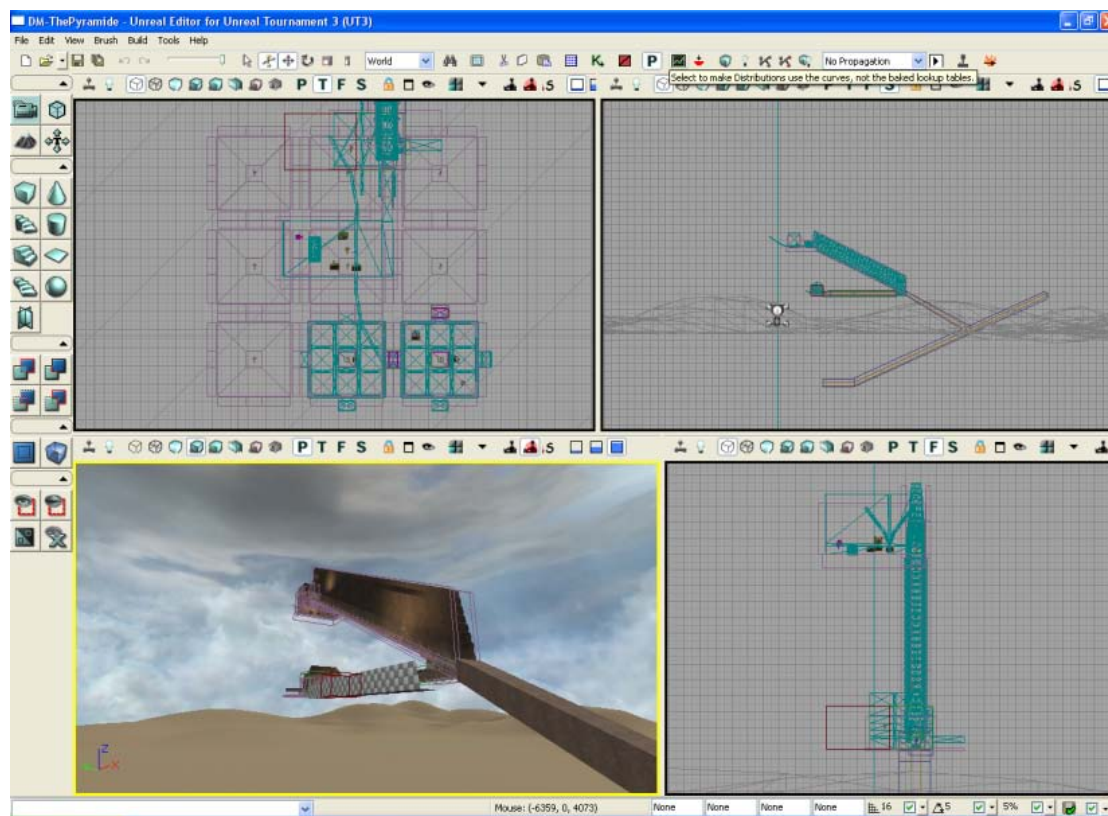 DM-ThePyramide - Unreal Editor for Unreal Tournament 3 (UT3)
File Edit View Brush Build Tools Help
World
No Propagation
Select to make Distributions use the curves, not the baked lookup tables.
P T F S
P T F S
P T F S
Z
X
Mouse: (-6359, 0, 4073)
None None None None 16 5 5%